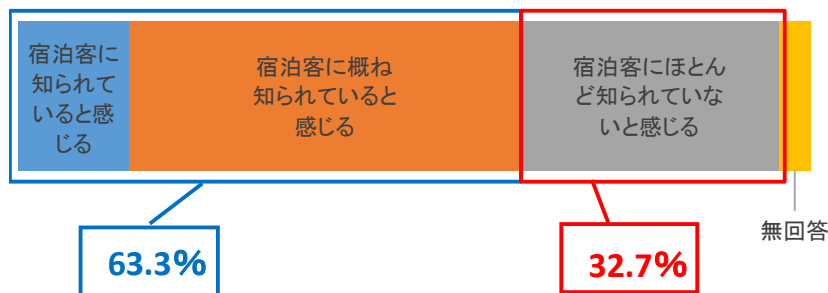 宿泊客に
知られて
いると感
じる
宿泊客に概ね
知られていると
感じる
宿泊客にほとん
ど知られていな
いと感じる
無回答
63.3%
32.7%